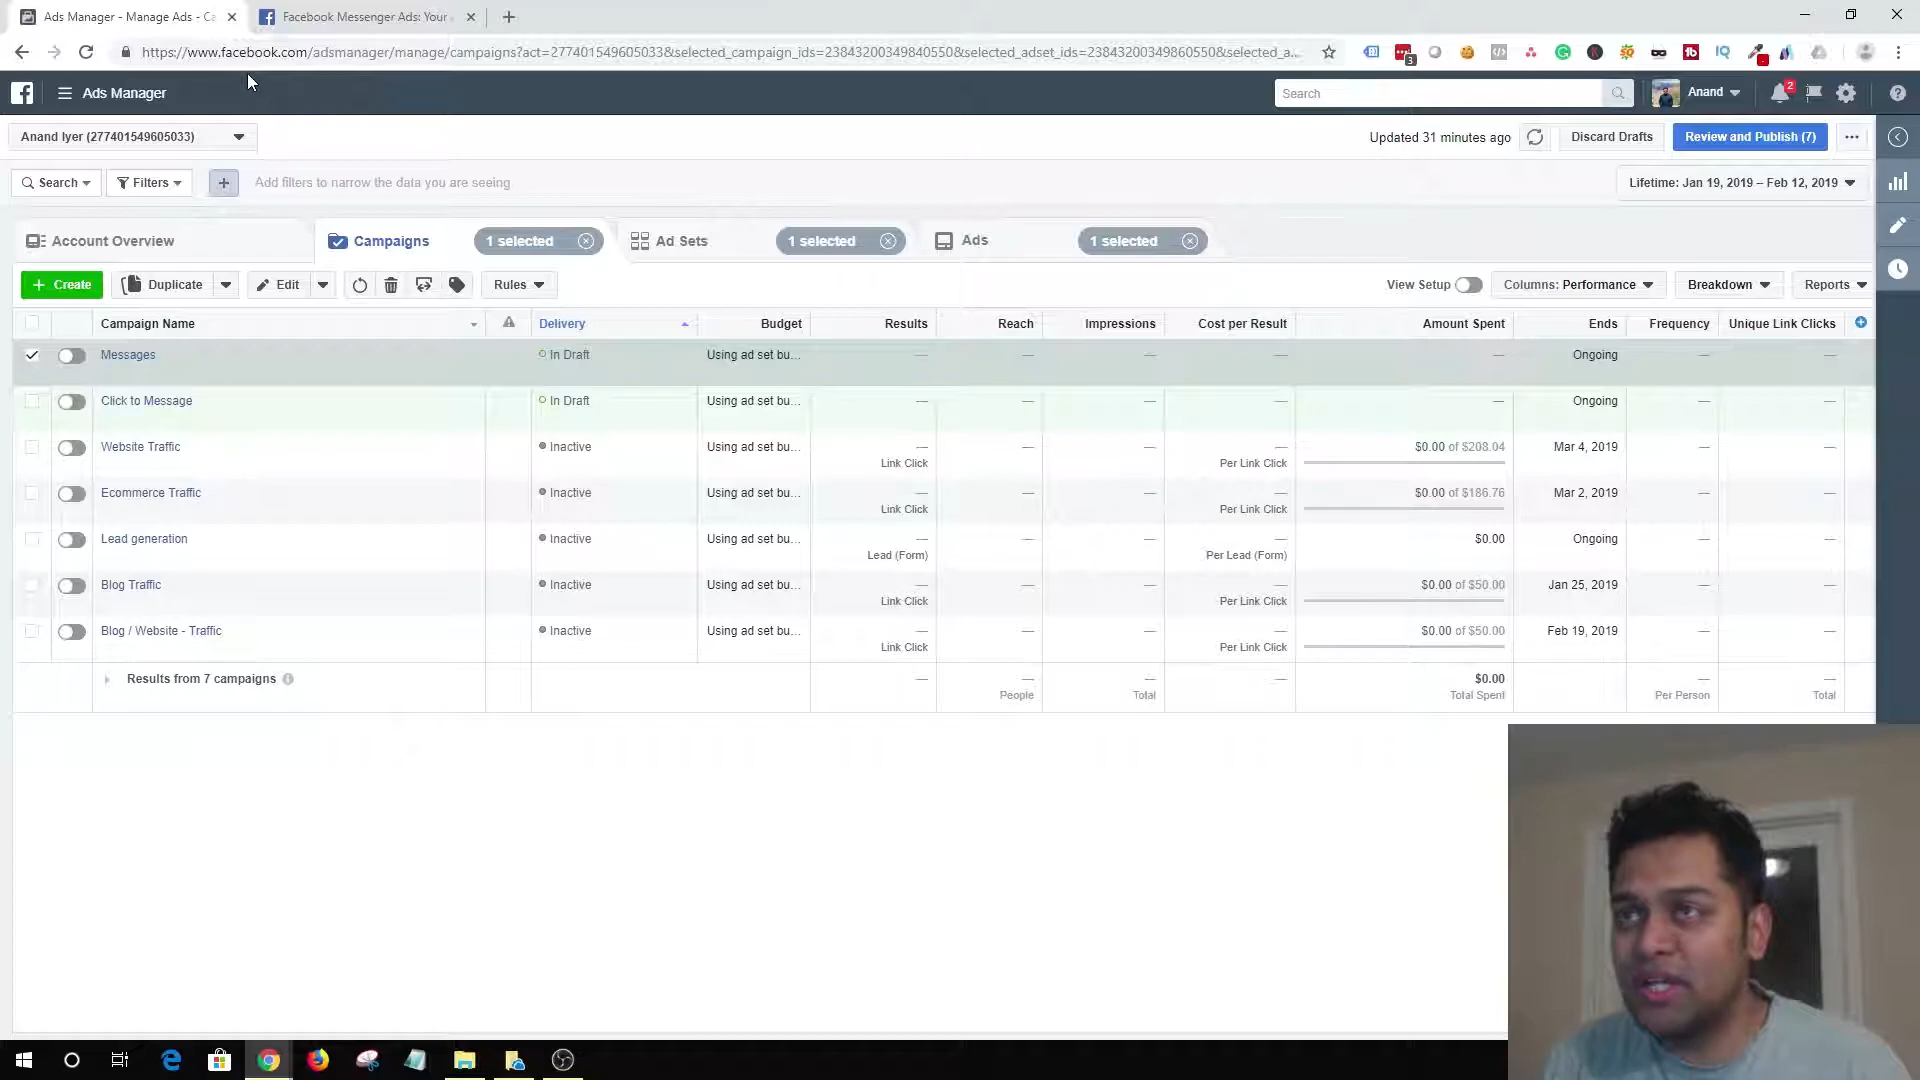 Ads Manager - Manage Ads - Ca
Facebook Messenger Ads: Your
https://www.facebook.com/adsmanager/manage/campaigns?act=277401549605033&selected_campaign_ids=23843200349840550&selected_adset_ids=23843200349860550&selected_a...
3
Ads Manager
Search
Anand
2
Anand Iyer (277401549605033)
Updated 31 minutes ago
Discard Drafts
Review and Publish (7)
Search
Filters
Add filters to narrow the data you are seeing
Lifetime: Jan 19, 2019 – Feb 12, 2019
Account Overview
Campaigns
1 selected
Ad Sets
1 selected
Ads
1 selected
+ Create
Duplicate
Edit
Rules
View Setup
Columns: Performance
Breakdown
Reports
Campaign Name
Delivery
Budget
Results
Reach
Impressions
Cost per Result
Amount Spent
Ends
Frequency
Unique Link Clicks
Messages
In Draft
Using ad set bu...
—
—
—
—
—
Ongoing
—
—
Click to Message
In Draft
Using ad set bu...
—
—
—
—
—
Ongoing
—
—
Website Traffic
Inactive
Using ad set bu...
—
Link Click
—
—
—
Per Link Click
$0.00 of $208.04
Mar 4, 2019
—
—
Ecommerce Traffic
Inactive
Using ad set bu...
—
Link Click
—
—
—
Per Link Click
$0.00 of $186.76
Mar 2, 2019
—
—
Lead generation
Inactive
Using ad set bu...
—
Lead (Form)
—
—
—
Per Lead (Form)
$0.00
Ongoing
—
—
Blog Traffic
Inactive
Using ad set bu...
—
Link Click
—
—
—
Per Link Click
$0.00 of $50.00
Jan 25, 2019
—
—
Blog / Website - Traffic
Inactive
Using ad set bu...
—
Link Click
—
—
—
Per Link Click
$0.00 of $50.00
Feb 19, 2019
—
—
Results from 7 campaigns
—
—
People
—
Total
—
$0.00
Total Spent
—
Per Person
—
Total